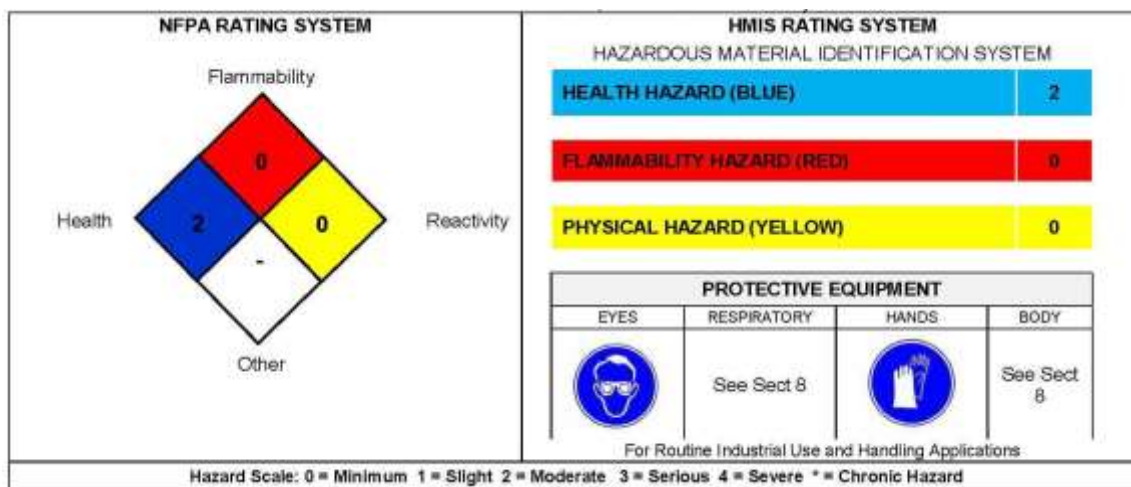 NFPA RATING SYSTEM
Flammability
0
Health
2
0
Reactivity
-
Other
HMIS RATING SYSTEM
HAZARDOUS MATERIAL IDENTIFICATION SYSTEM
HEALTH HAZARD (BLUE) 2
FLAMMABILITY HAZARD (RED) 0
PHYSICAL HAZARD (YELLOW) 0
PROTECTIVE EQUIPMENT
EYES RESPIRATORY HANDS BODY
See Sect 8
See Sect
8
For Routine Industrial Use and Handling Applications
Hazard Scale: 0 = Minimum 1 = Slight 2 = Moderate 3 = Serious 4 = Severe * = Chronic Hazard